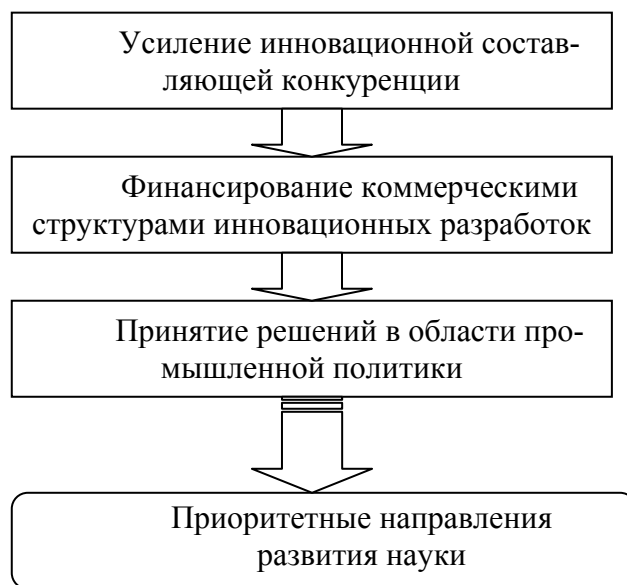 Усиление инновационной состав-
ляющей конкуренции
Финансирование коммерческими
структурами инновационных разработок
Принятие решений в области про-
мышленной политики
Приоритетные направления
развития науки